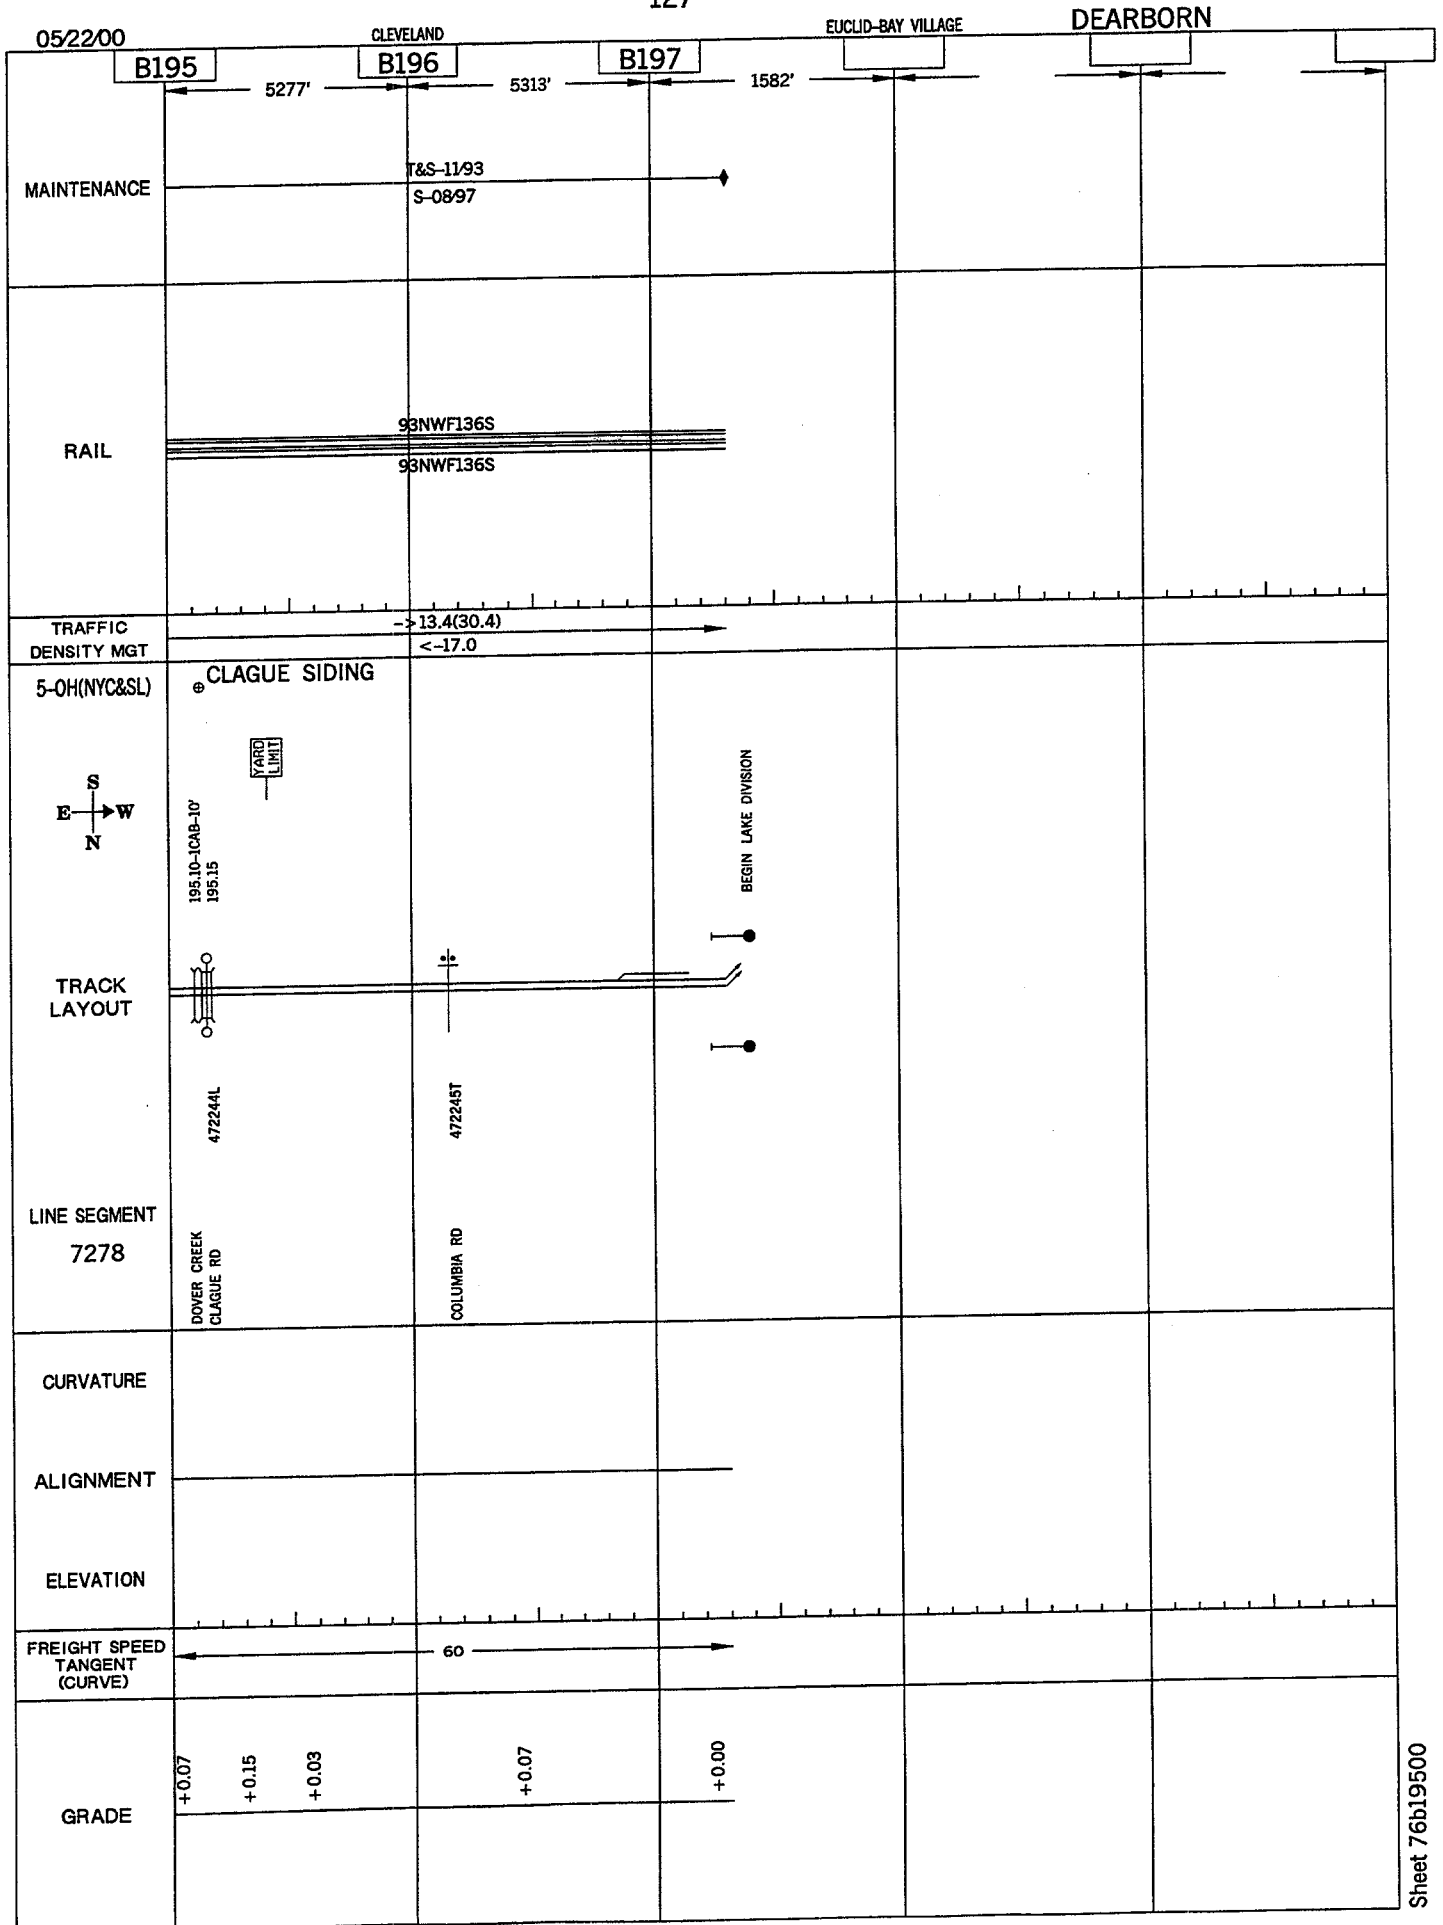 127
05/22/00
CLEVELAND
EUCLID-BAY VILLAGE
DEARBORN
B195
B196
B197
5277'
5313'
1582'
MAINTENANCE
T&S-11/93
S-08/97
RAIL
93NWF136S
93NWF136S
TRAFFIC
DENSITY MGT
->13.4(30.4)
<-17.0
5-OH(NYC&SL)
CLAGUE SIDING
YARD
LIMIT
S
E
W
N
195.10-1CAB-10'
195.15
BEGIN LAKE DIVISION
TRACK
LAYOUT
472244L
472245T
LINE SEGMENT
7278
DOVER CREEK
CLAGUE RD
COLUMBIA RD
CURVATURE
ALIGNMENT
ELEVATION
FREIGHT SPEED
TANGENT
(CURVE)
60
GRADE
+0.07
+0.15
+0.03
+0.07
+0.00
Sheet 76b19500